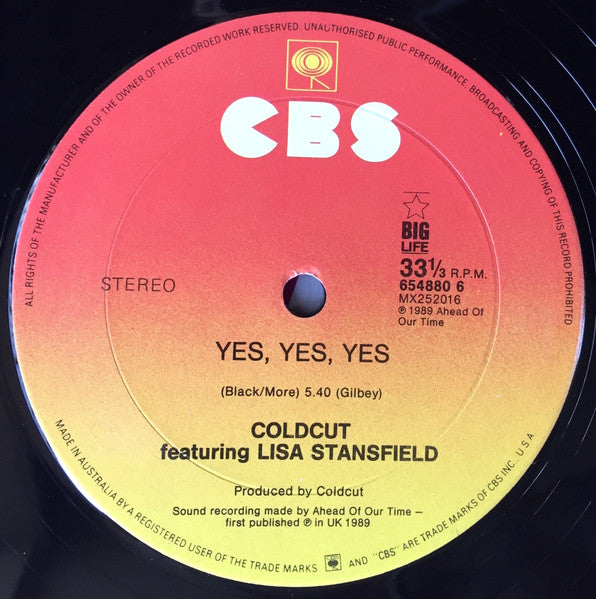 ALL RIGHTS OF THE MANUFACTURER AND OF THE OWNER OF THE RECORDED WORK RESERVED. UNAUTHORISED PUBLIC PERFORMANCE, BROADCASTING AND COPYING OF THIS RECORD PROHIBITED
CBS
BIG
LIFE
STEREO
33⅓ R.P.M.
654880 6
MX252016
℗ 1989 Ahead Of
Our Time
YES, YES, YES
(Black/More) 5.40 (Gilbey)
COLDCUT
featuring LISA STANSFIELD
Produced by Coldcut
Sound recording made by Ahead Of Our Time –
first published ℗ in UK 1989
MADE IN AUSTRALIA BY A REGISTERED USER OF THE TRADE MARKS AND "CBS" ARE TRADE MARKS OF CBS INC., U.S.A